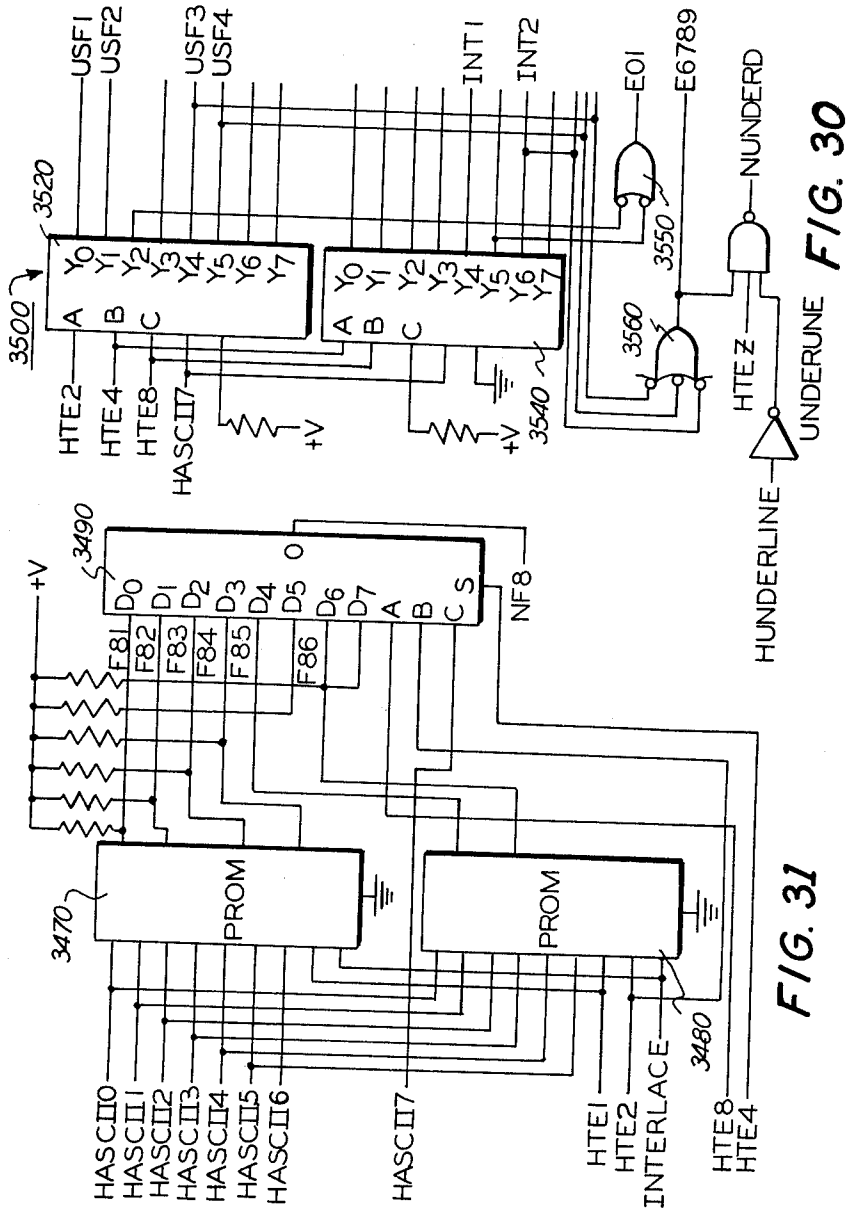 3500
3520
HTE2
HTE4
HTE8
HASCII7
A
B
C
Y0
Y1
Y2
Y3
Y4
Y5
Y6
Y7
USF1
USF2
USF3
USF4
+V
A
B
C
Y0
Y1
Y2
Y3
Y4
Y5
Y6
Y7
INT1
INT2
3540
+V
E01
3550
E6789
3560
HTEZ
NUNDERD
HUNDERLINE
UNDERUNE
FIG. 30
+V
3490
3470
PROM
F81
F82
F83
F84
F85
F86
D0
D1
D2
D3
D4
D5
D6
D7
A
B
C
S
O
NF8
HASCII0
HASCII1
HASCII2
HASCII3
HASCII4
HASCII5
HASCII6
HASCII7
PROM
3480
HTE1
HTE2
INTERLACE
HTE8
HTE4
FIG. 31